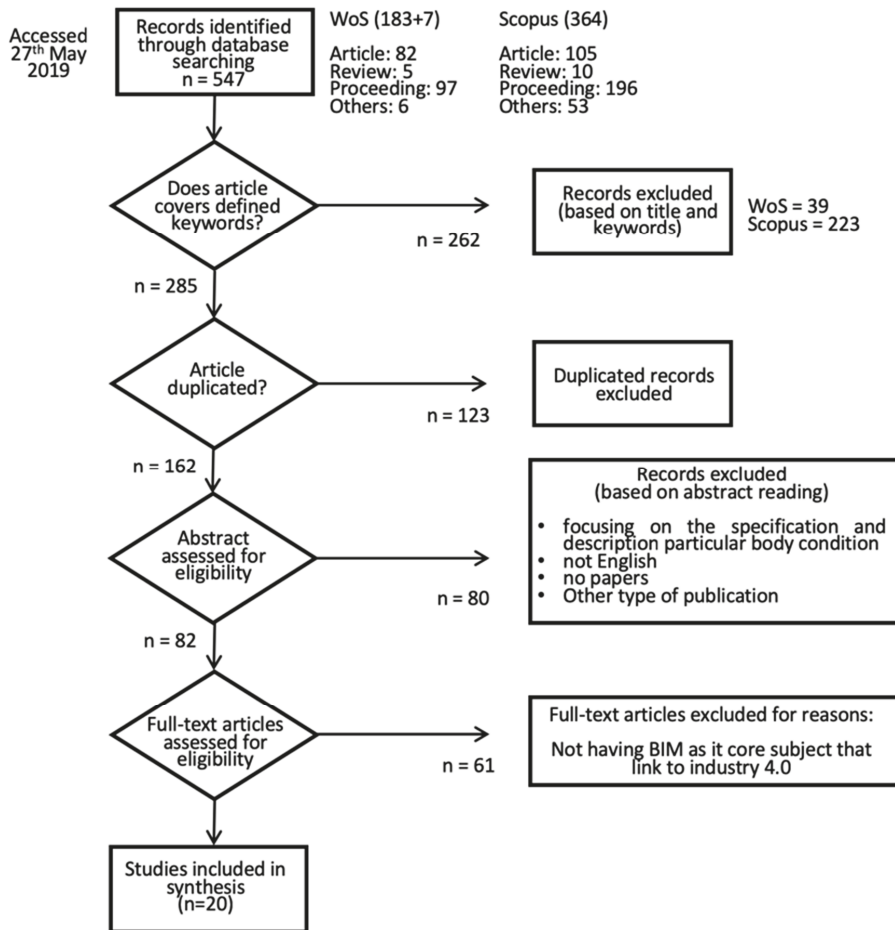 Accessed
27th May
2019
Records identified
through database
searching
n = 547
WoS (183+7)
Article: 82
Review: 5
Proceeding: 97
Others: 6
Scopus (364)
Article: 105
Review: 10
Proceeding: 196
Others: 53
Does article
covers defined
keywords?
n = 262
Records excluded
(based on title and
keywords)
WoS = 39
Scopus = 223
n = 285
Article
duplicated?
n = 123
Duplicated records
excluded
n = 162
Abstract
assessed for
eligibility
n = 80
Records excluded
(based on abstract reading)
• focusing on the specification and
description particular body condition
• not English
• no papers
• Other type of publication
n = 82
Full-text articles
assessed for
eligibility
n = 61
Full-text articles excluded for reasons:
Not having BIM as it core subject that
link to industry 4.0
Studies included in
synthesis
(n=20)